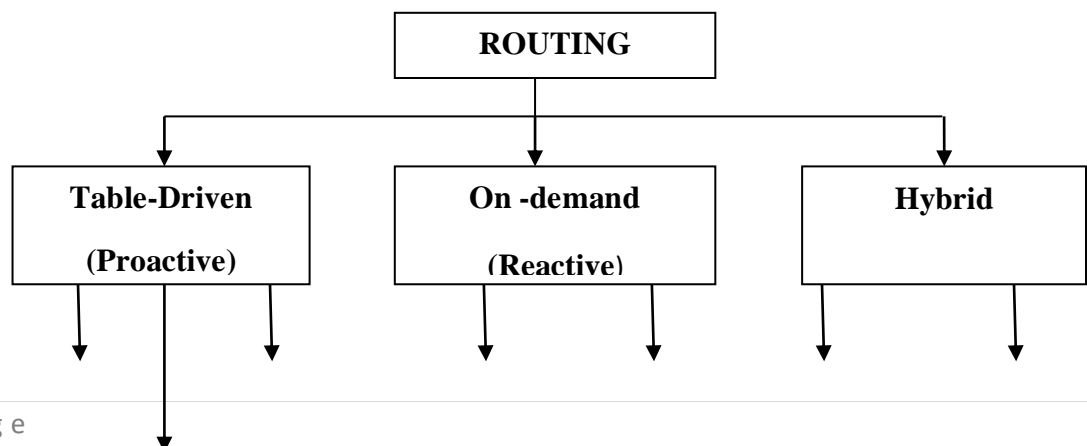 ROUTING
Table-Driven
(Proactive)
On -demand
(Reactive)
Hybrid
g e